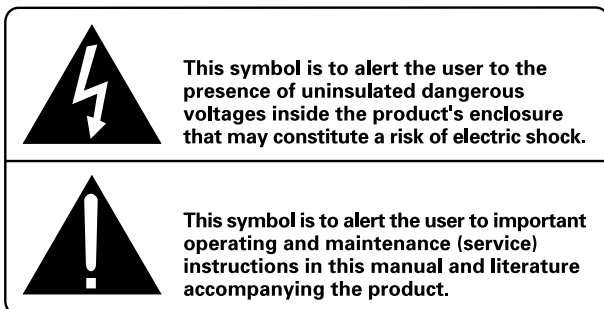 This symbol is to alert the user to the
presence of uninsulated dangerous
voltages inside the product's enclosure
that may constitute a risk of electric shock.
This symbol is to alert the user to important
operating and maintenance (service)
instructions in this manual and literature
accompanying the product.